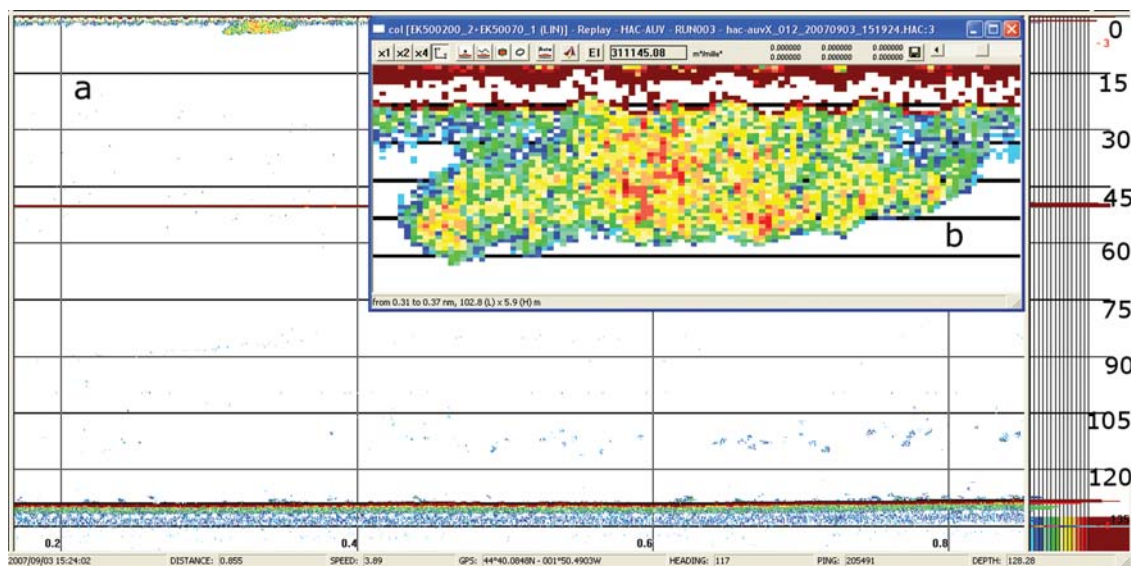 col [EK500200_2+EK50070_1 (LIN)] - Replay - HAC-AUV - RUN003 - hac-auvX_012_20070903_151924.HAC:3
x1 x2 x4 EI 311145.08 m²/mille² 0.000000 0.000000 0.000000
0.000000 0.000000 0.000000
a
b
from 0.31 to 0.37 nm, 102.8 (L) x 5.9 (H) m
0
-3
15
30
45
60
75
90
105
120
135
0.2 0.4 0.6 0.8
2007/09/03 15:24:02 DISTANCE: 0.855 SPEED: 3.89 GPS: 44°40.0848N - 001°50.4903W HEADING: 117 PING: 205491 DEPTH: 128.28